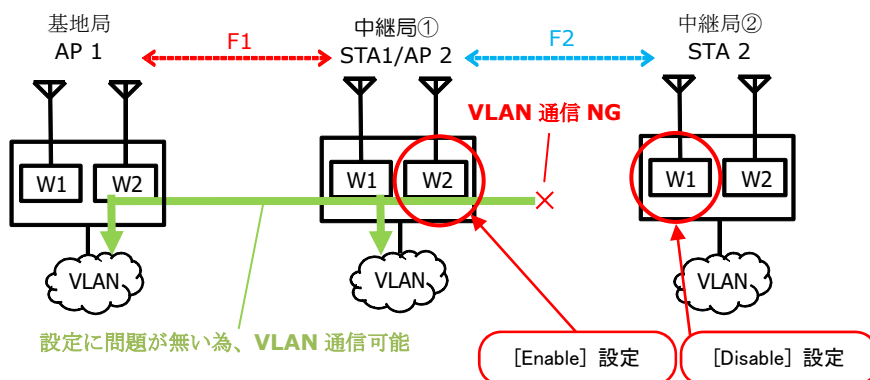 基地局
AP 1
F1
中継局①
STA1/AP 2
F2
中継局②
STA 2
VLAN 通信 NG
W1
W2
W1
W2
W1
W2
VLAN
VLAN
VLAN
設定に問題が無い為、VLAN 通信可能
[Enable] 設定
[Disable] 設定